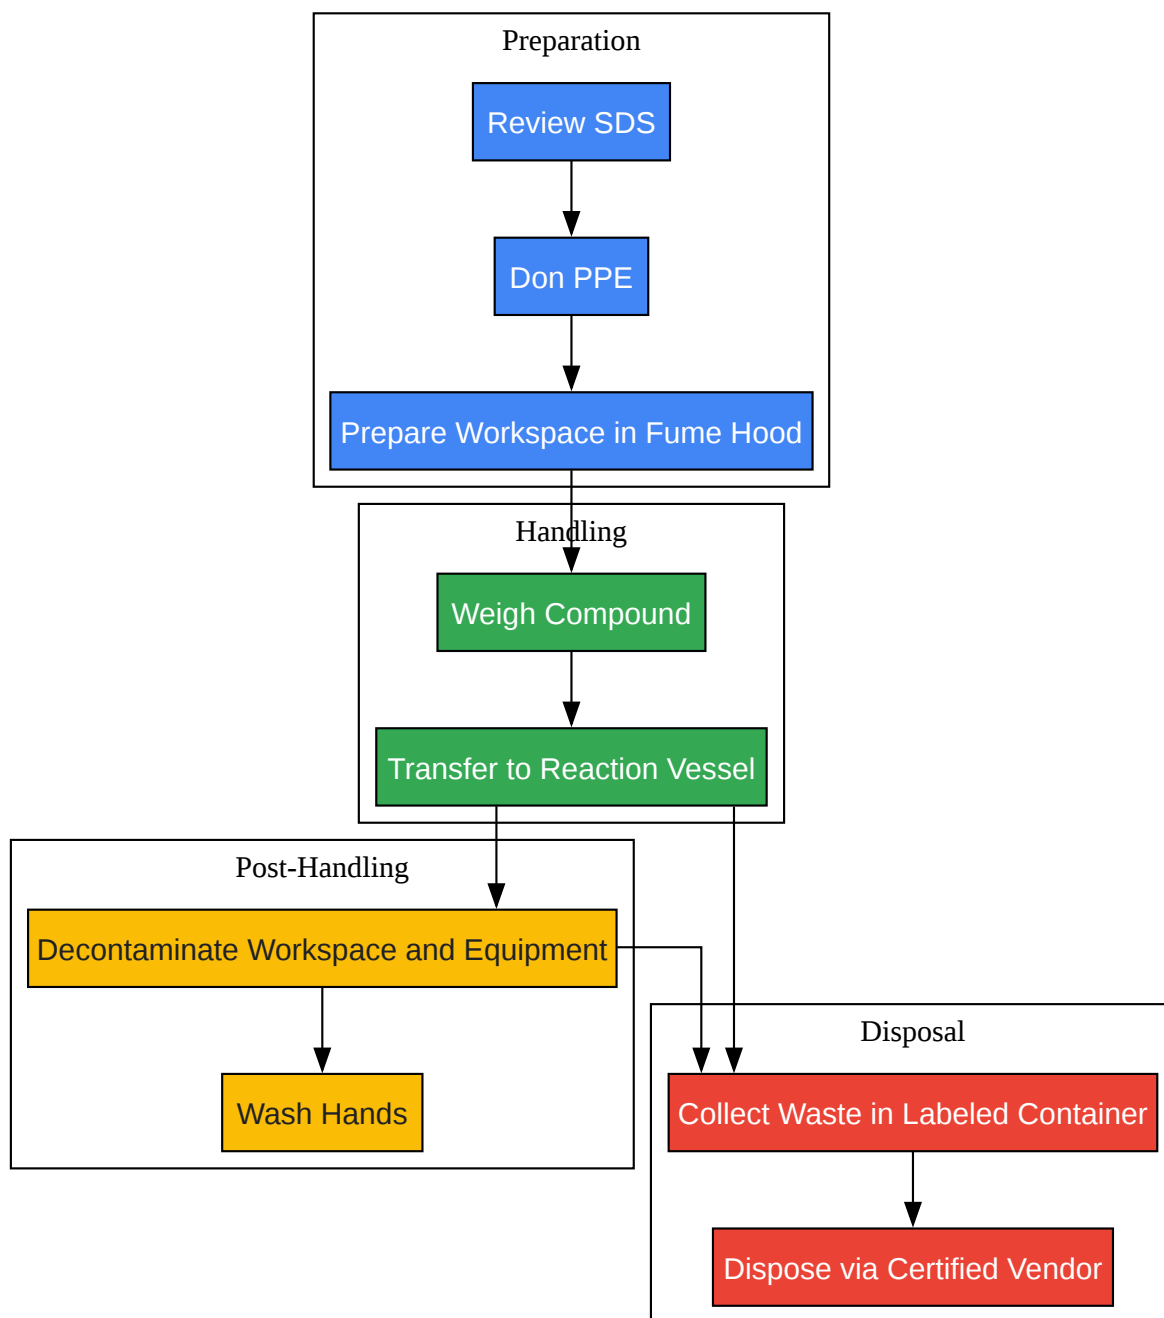 Preparation
Review SDS
Don PPE
Prepare Workspace in Fume Hood
Handling
Weigh Compound
Transfer to Reaction Vessel
Post-Handling
Decontaminate Workspace and Equipment
Wash Hands
Disposal
Collect Waste in Labeled Container
Dispose via Certified Vendor